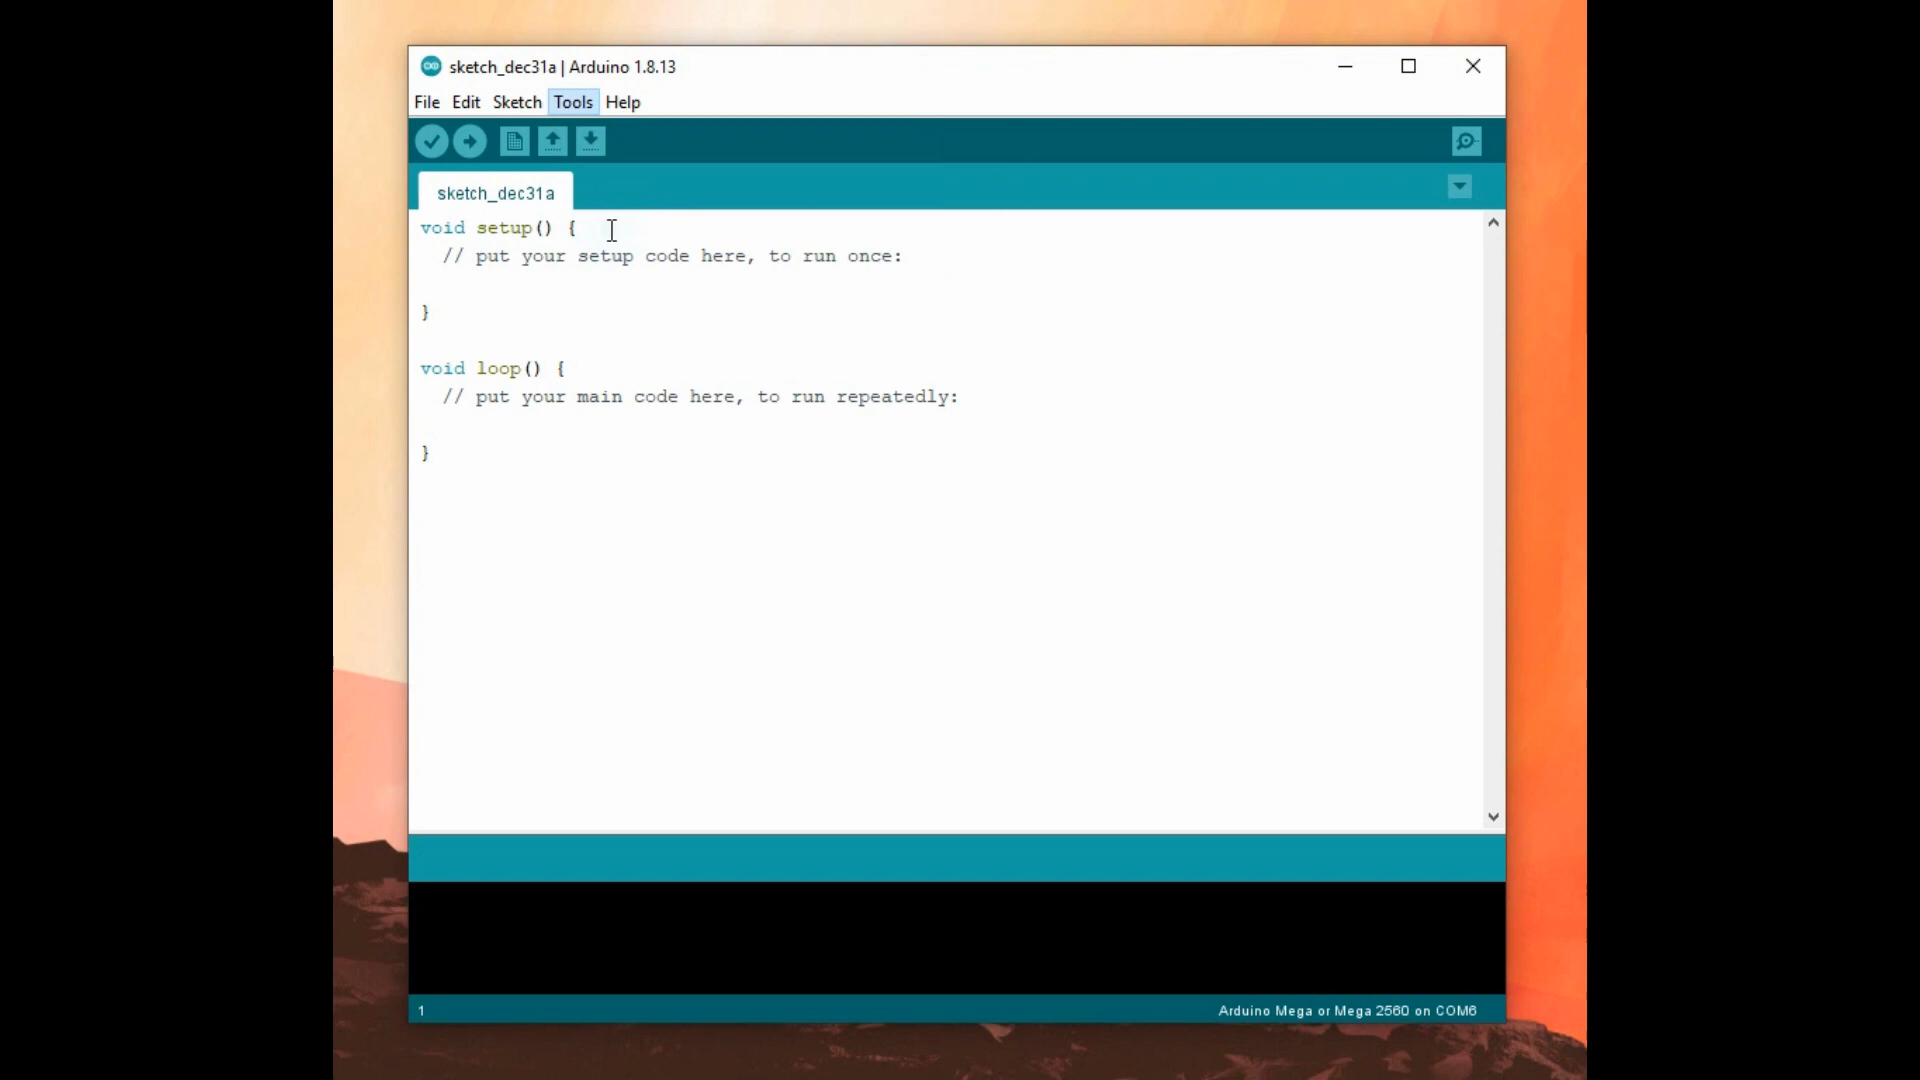 sketch_dec31a | Arduino 1.8.13
File Edit Sketch Tools Help
sketch_dec31a
void setup() {
// put your setup code here, to run once:
}
void loop() {
// put your main code here, to run repeatedly:
}
1
Arduino Mega or Mega 2560 on COM6